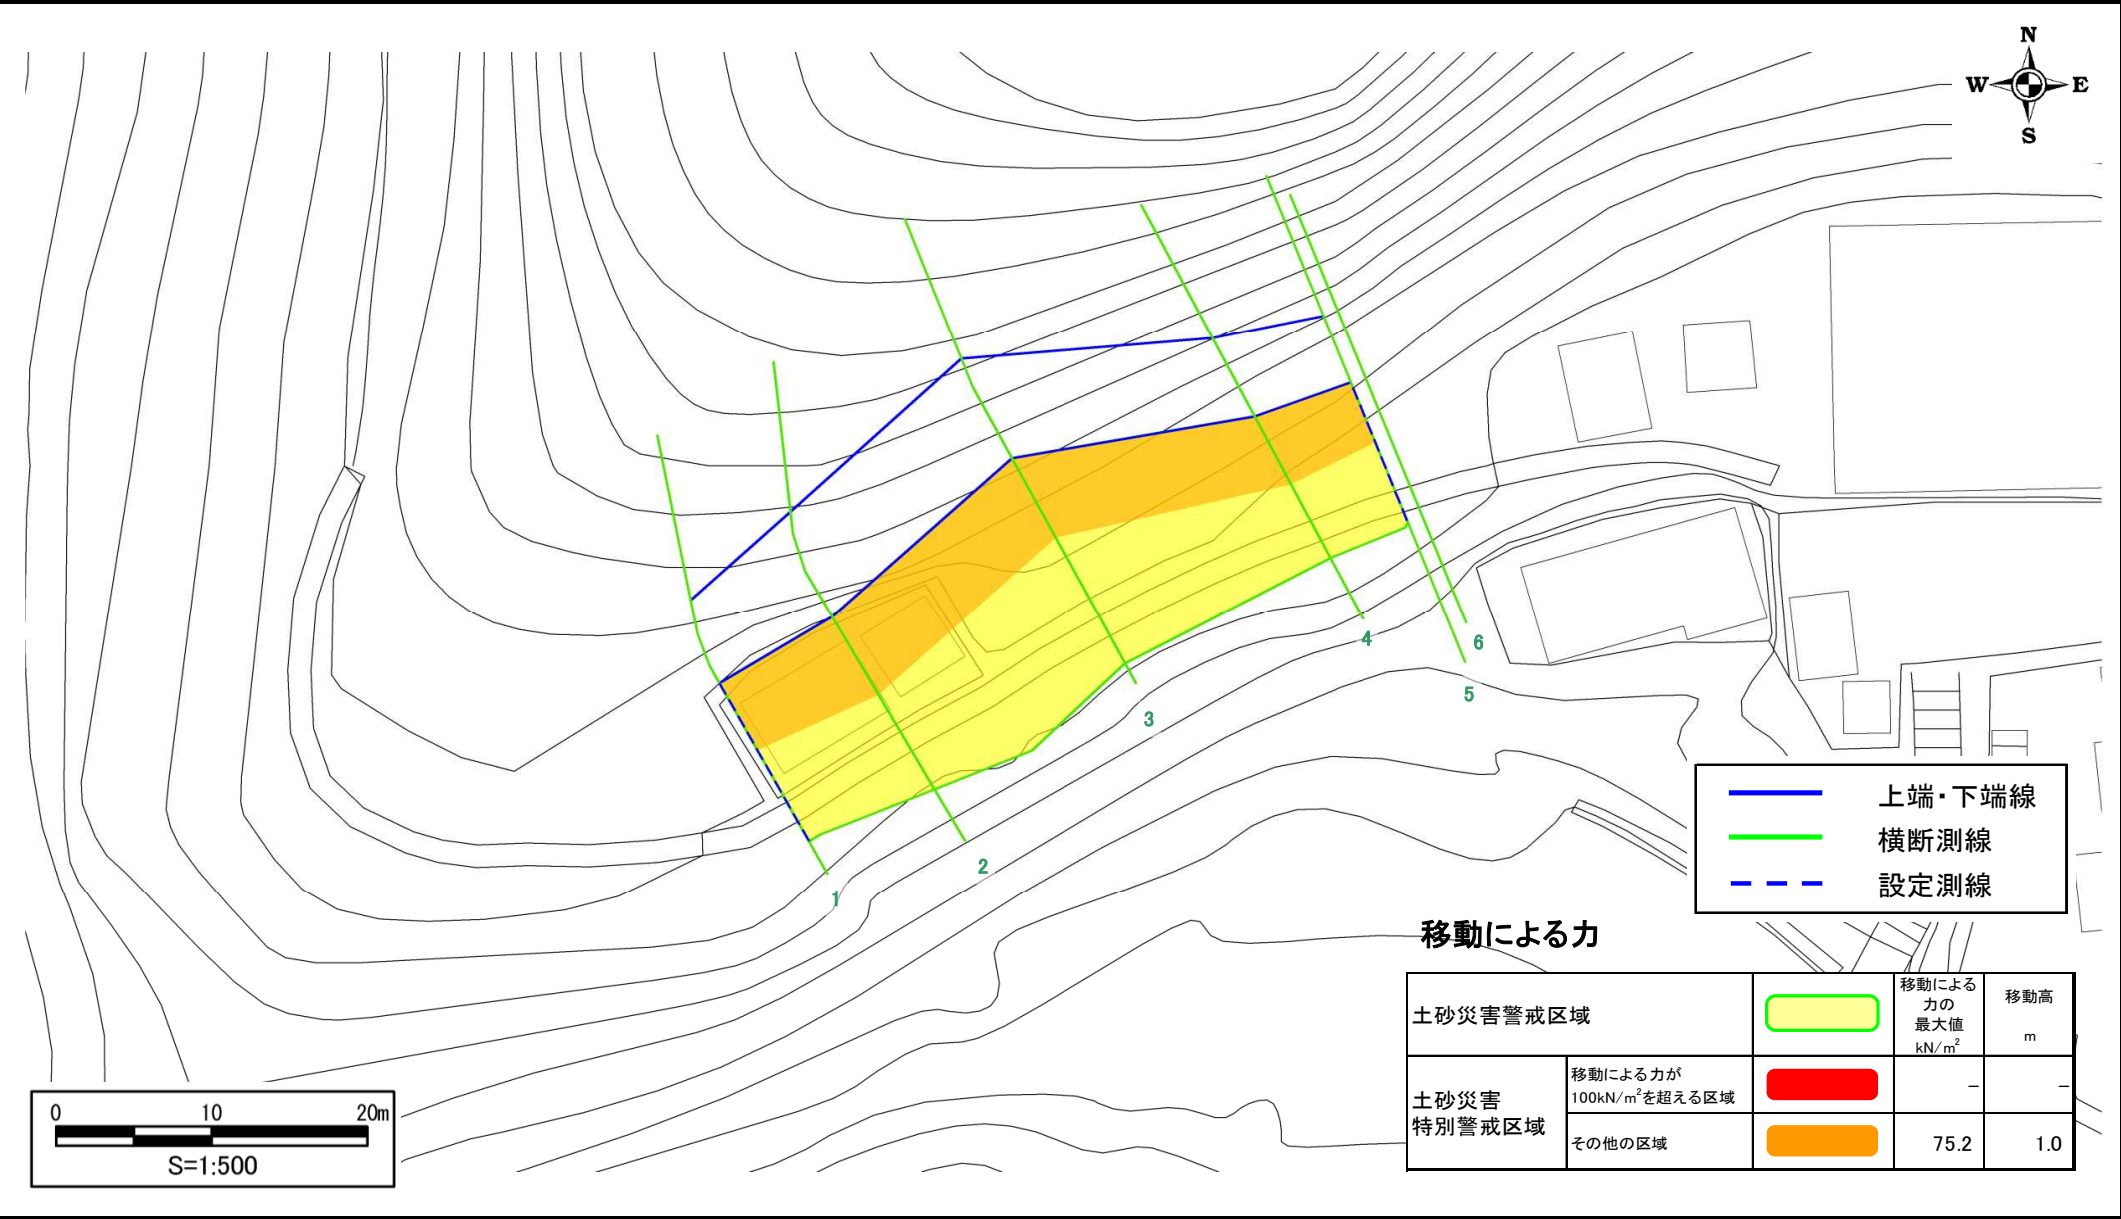 N
W E
S
1
2
3
4
5
6
上端・下端線
横断測線
設定測線
移動による力
土砂災害警戒区域
移動による
力の
最大値
kN/m²
移動高
m
土砂災害
特別警戒区域
移動による力が
100kN/m²を超える区域
－
－
その他の区域
75.2
1.0
0 10 20m
S=1:500